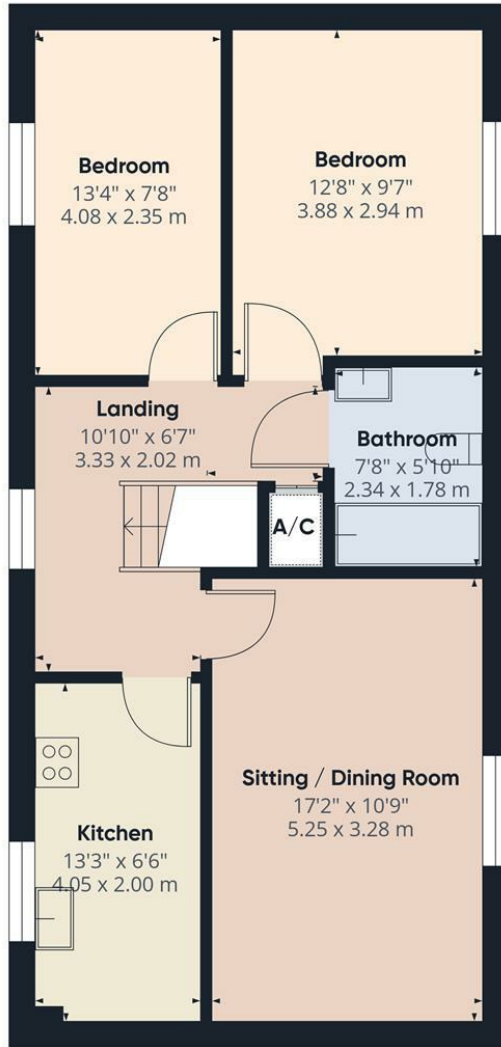 Bedroom
13'4" x 7'8"
4.08 x 2.35 m
Bedroom
12'8" x 9'7"
3.88 x 2.94 m
Landing
10'10" x 6'7"
3.33 x 2.02 m
Bathroom
7'8" x 5'10"
2.34 x 1.78 m
A/C
Sitting / Dining Room
17'2" x 10'9"
5.25 x 3.28 m
Kitchen
13'3" x 6'6"
4.05 x 2.00 m